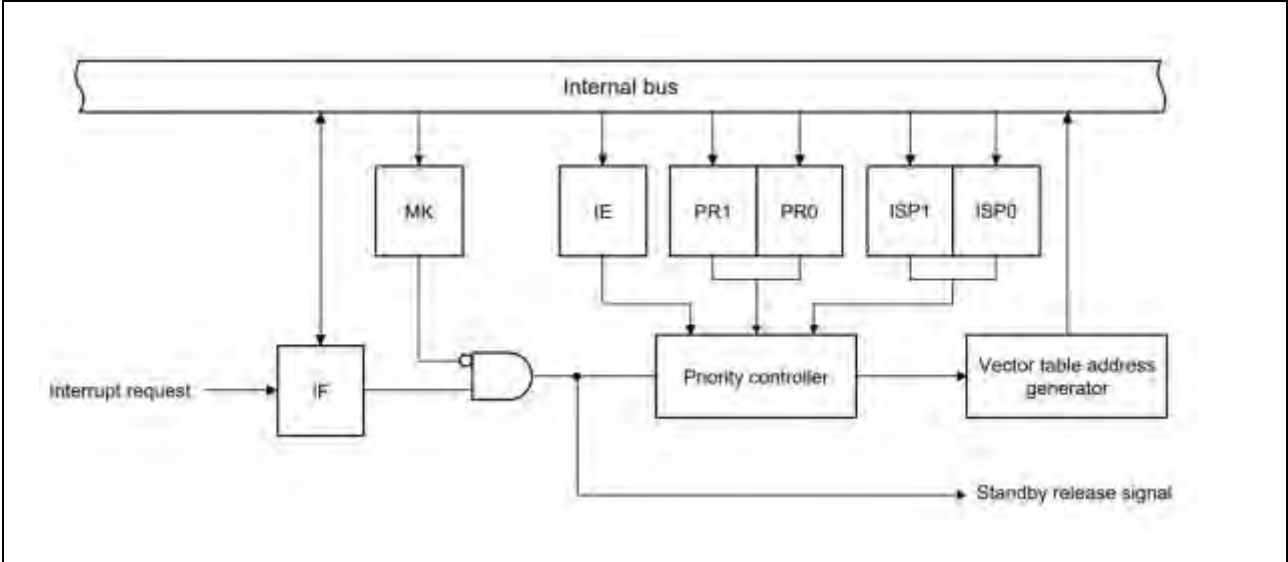 Internal bus
MK
IE
PR1
PR0
ISP1
ISP0
Interrupt request
IF
Priority controller
Vector table address
generator
Standby release signal